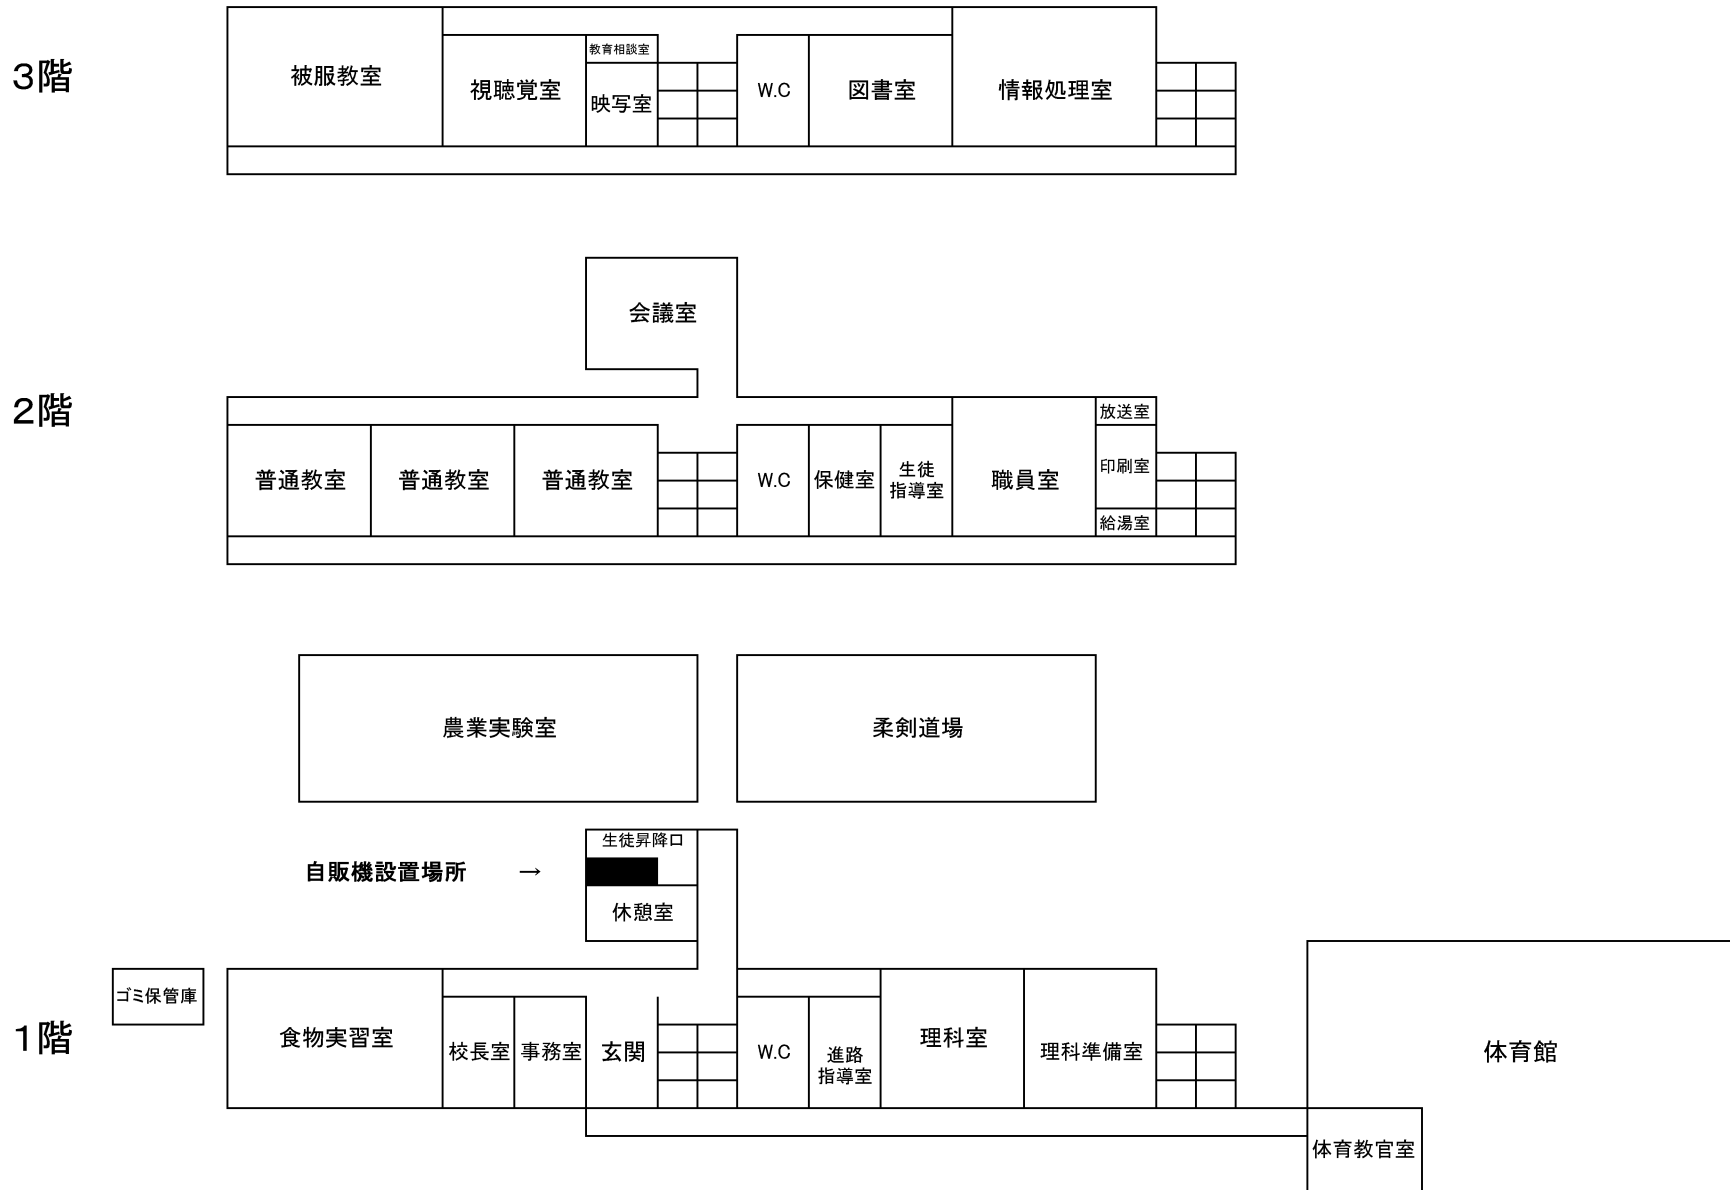 3階
被服教室
視聴覚室
教育相談室
映写室
W.C
図書室
情報処理室
会議室
2階
普通教室
普通教室
普通教室
W.C
保健室
生徒
指導室
職員室
放送室
印刷室
給湯室
農業実験室
柔剣道場
生徒昇降口
自販機設置場所 →
休憩室
1階
ゴミ保管庫
食物実習室
校長室
事務室
玄関
W.C
進路
指導室
理科室
理科準備室
体育館
体育教官室